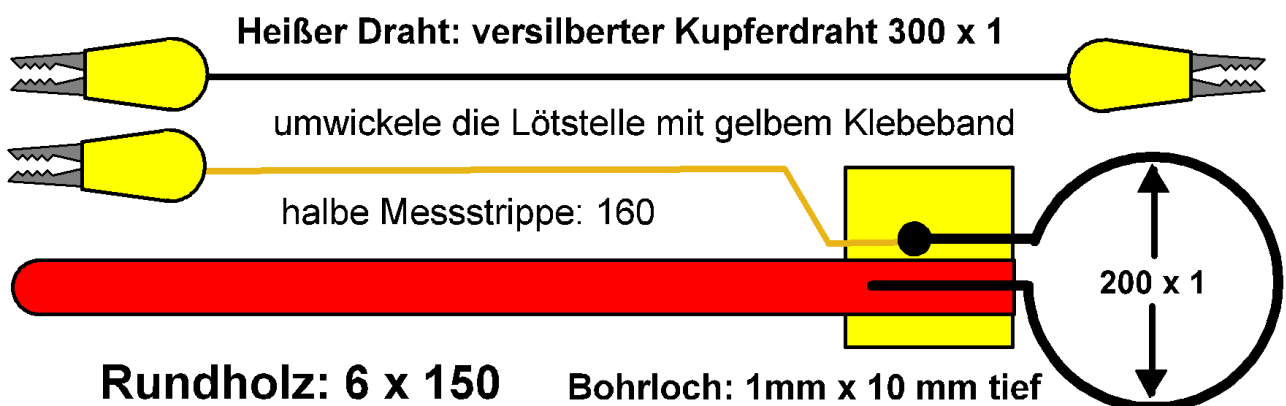 Heißer Draht: versilberter Kupferdraht 300 x 1
umwickele die Lötstelle mit gelbem Klebeband
halbe Messstrippe: 160
200 x 1
Rundholz: 6 x 150
Bohrloch: 1mm x 10 mm tief